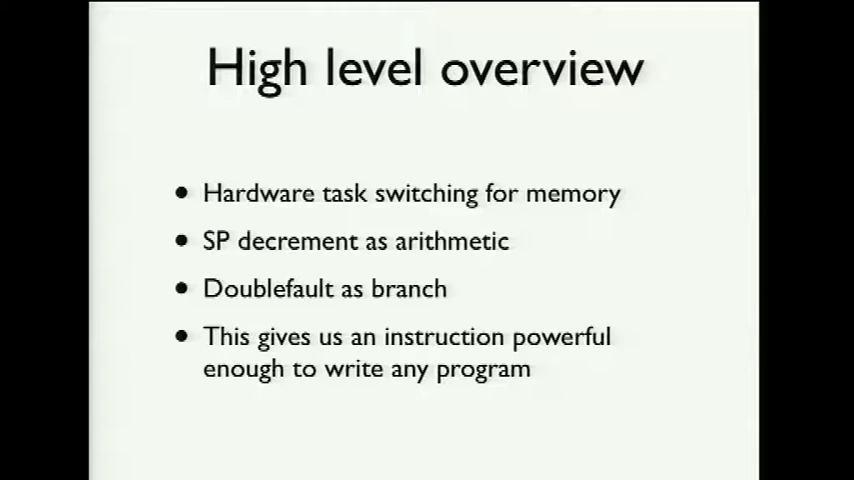 High level overview
• Hardware task switching for memory
• SP decrement as arithmetic
• Doublefault as branch
• This gives us an instruction powerful
enough to write any program